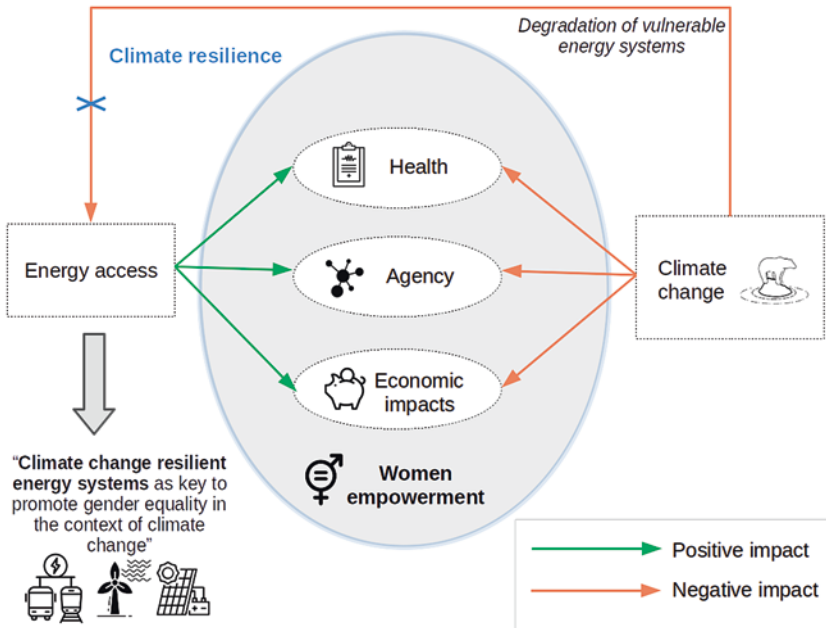 Degradation of vulnerable
energy systems
Climate resilience
Health
Energy access
Agency
Climate
change
Economic
impacts
Women
empowerment
“Climate change resilient
energy systems as key to
promote gender equality in
the context of climate
change”
Positive impact
Negative impact